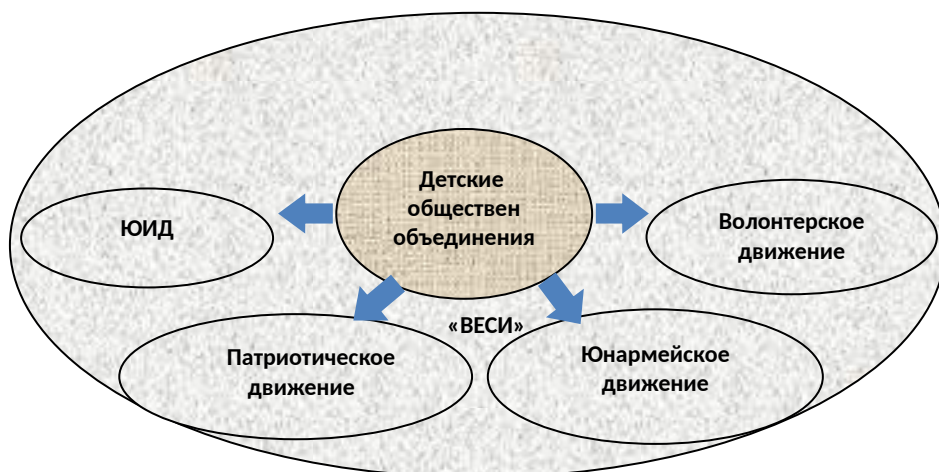 Детские
обществен
объединения
ЮИД
Волонтерское
движение
«ВЕСИ»
Патриотическое
движение
Юнармейское
движение